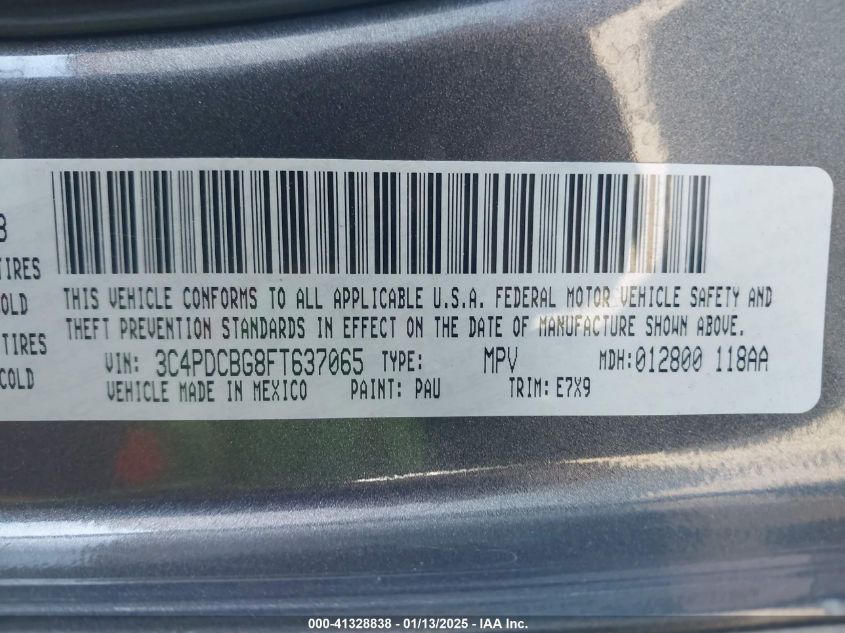 3
TIRES
COLD
TIRES
COLD
THIS VEHICLE CONFORMS TO ALL APPLICABLE U.S.A. FEDERAL MOTOR VEHICLE SAFETY AND
THEFT PREVENTION STANDARDS IN EFFECT ON THE DATE OF MANUFACTURE SHOWN ABOVE.
VIN: 3C4PDCBG8FT637065 TYPE: MPV MDH:012800 118AA
VEHICLE MADE IN MEXICO PAINT: PAU TRIM: E7X9
000-41328838 - 01/13/2025 - IAA Inc.